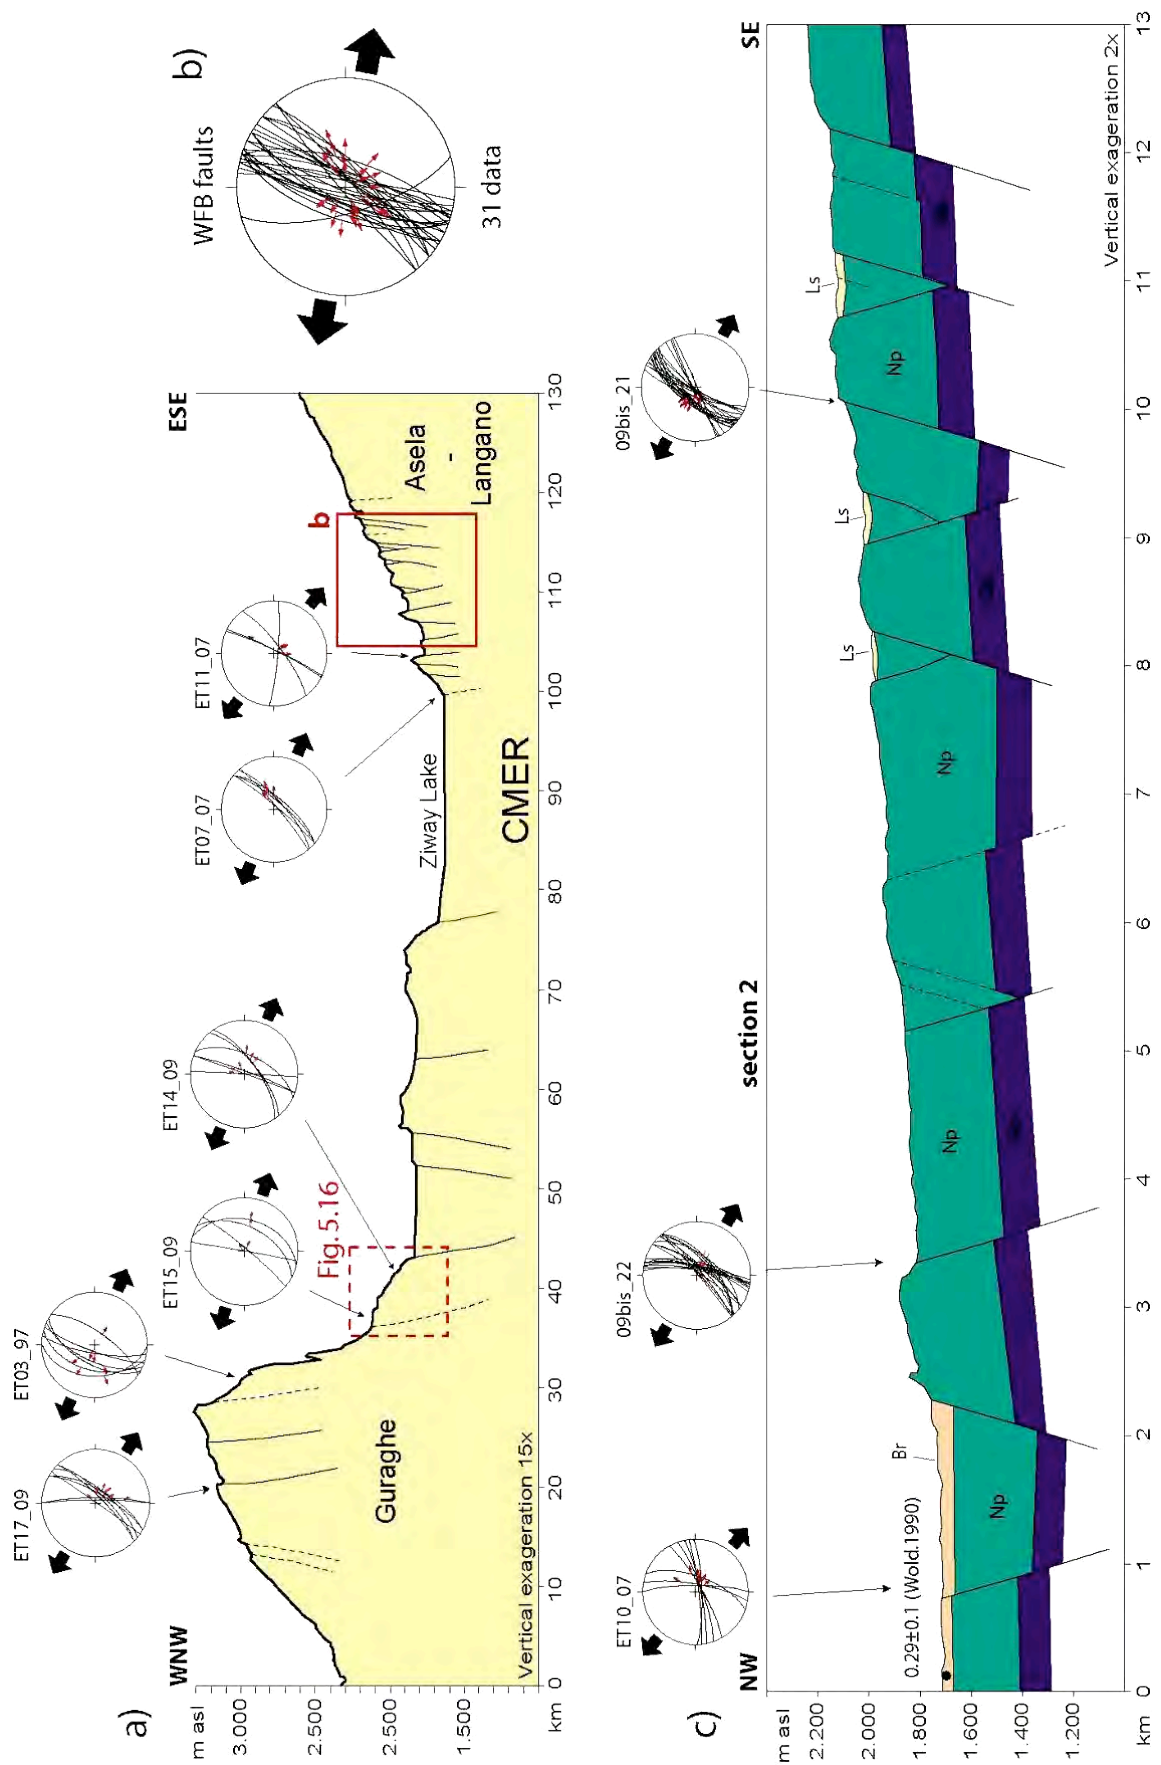 a)
WNW
ESE
m asl
3.000
2.500
2.500
1.500
km
0
10
20
30
40
50
60
70
80
90
100
110
120
130
ET17_09
ET03_97
ET15_09
ET14_09
ET07_07
ET11_07
Fig. 5.16
b
Guraghe
Ziway Lake
CMER
Asela
-
Langano
Vertical exageration 15x
b)
WFB faults
31 data
c)
NW
section 2
SE
m asl
2.200
2.000
1.800
1.600
1.400
1.200
km
0
1
2
3
4
5
6
7
8
9
10
11
12
13
ET10_07
09bis_22
09bis_21
0.29±0.1 (Wold.1990)
Br
Ls
Ls
Ls
Np
Np
Np
Np
Vertical exageration 2x